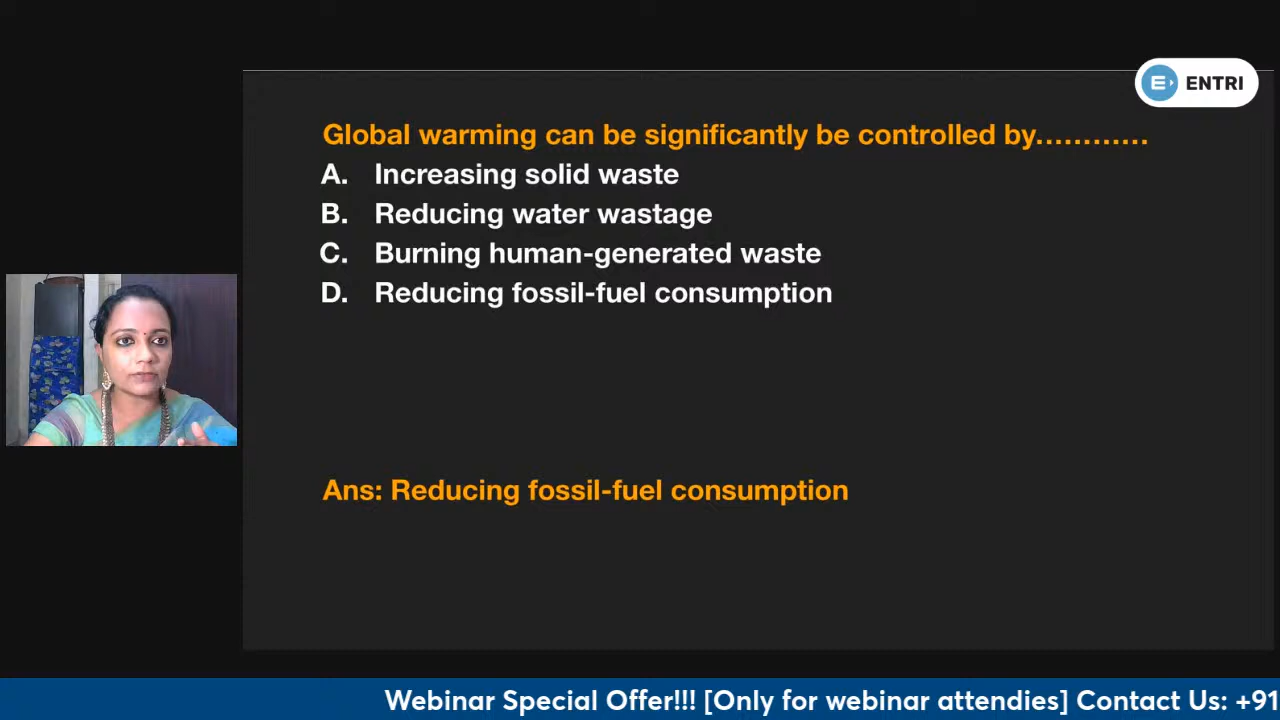 ENTRI
Global warming can be significantly be controlled by............
A. Increasing solid waste
B. Reducing water wastage
C. Burning human-generated waste
D. Reducing fossil-fuel consumption
Ans: Reducing fossil-fuel consumption
Webinar Special Offer!!! [Only for webinar attendies] Contact Us: +91